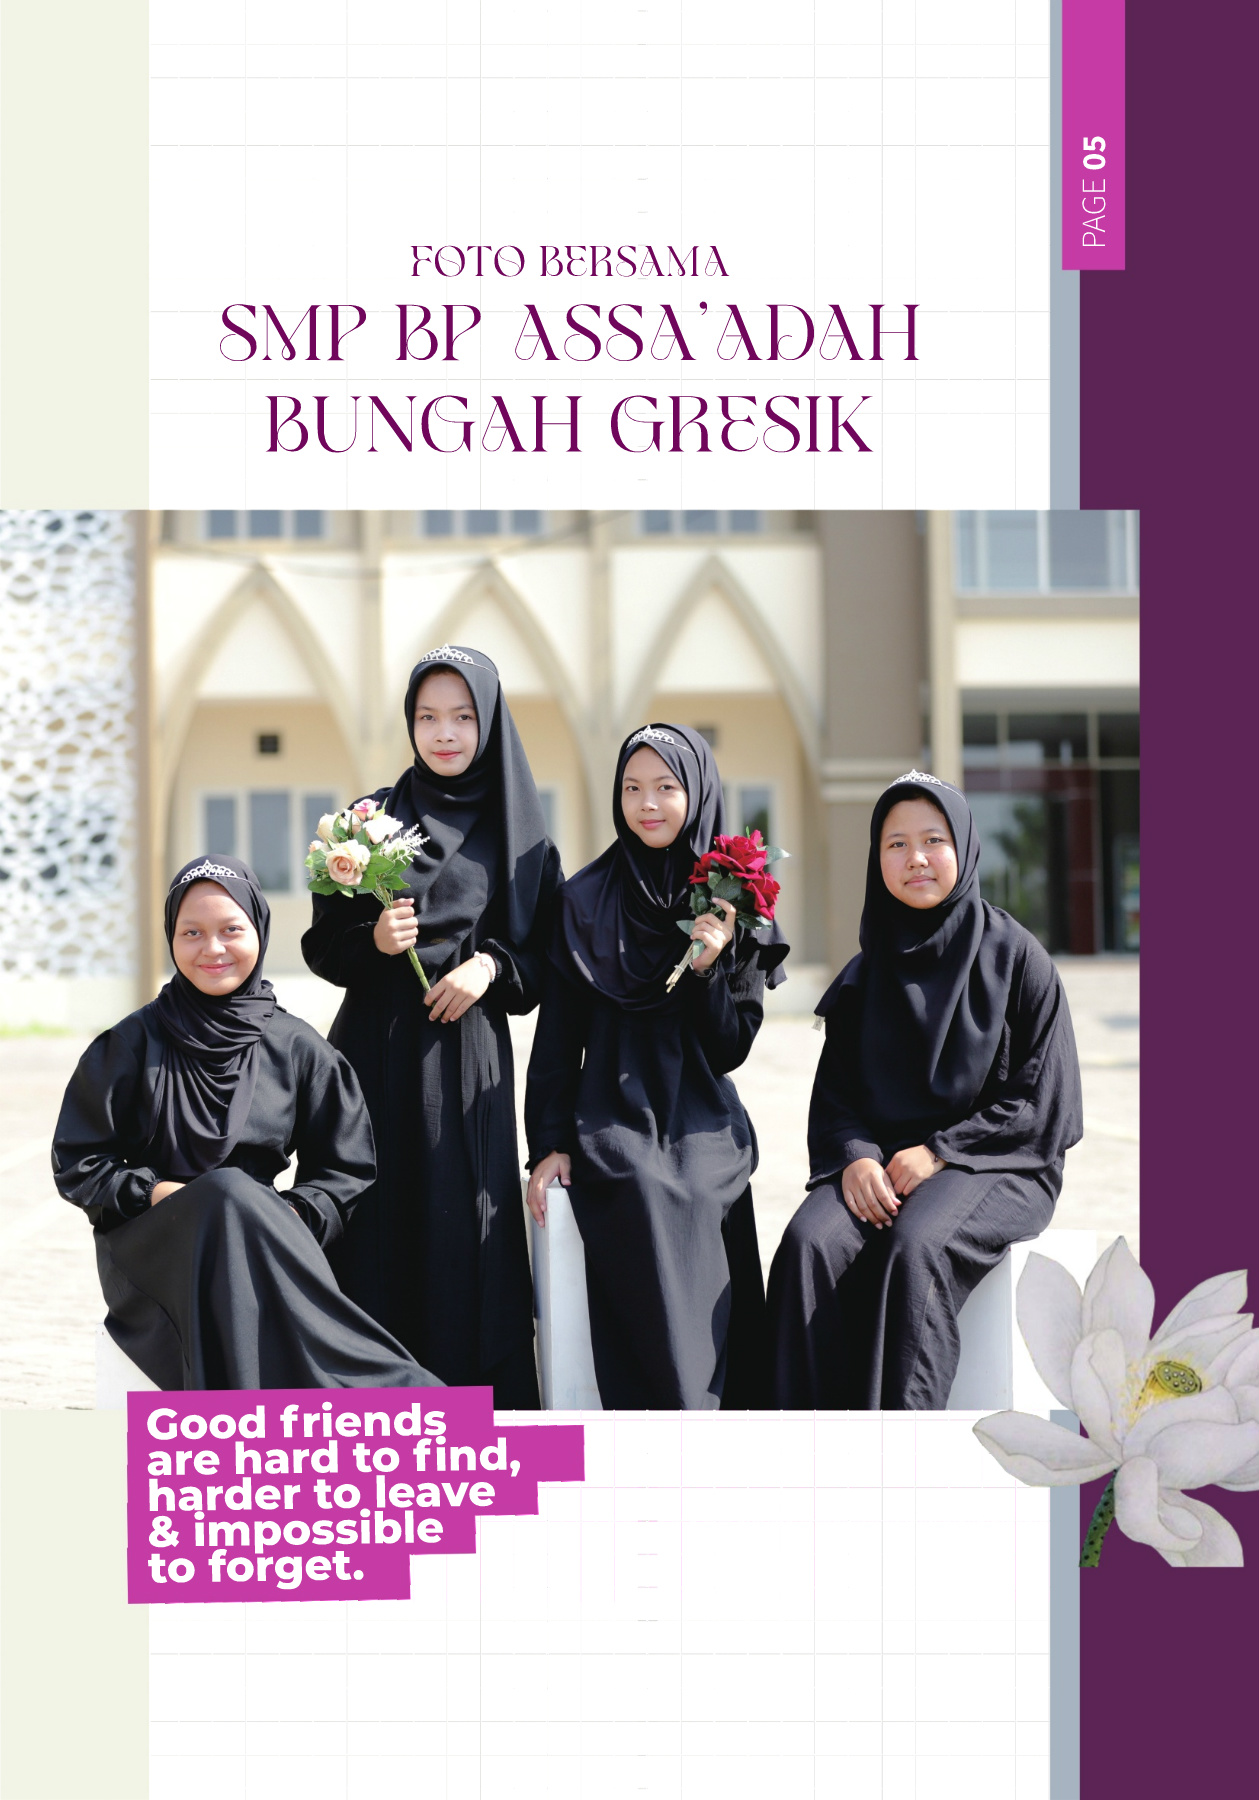 PAGE 05
FOTO BERSAMA
SMP BP ASSA'ADAH
BUNGAH GRESIK
Good friends
are hard to find,
harder to leave
& impossible
to forget.